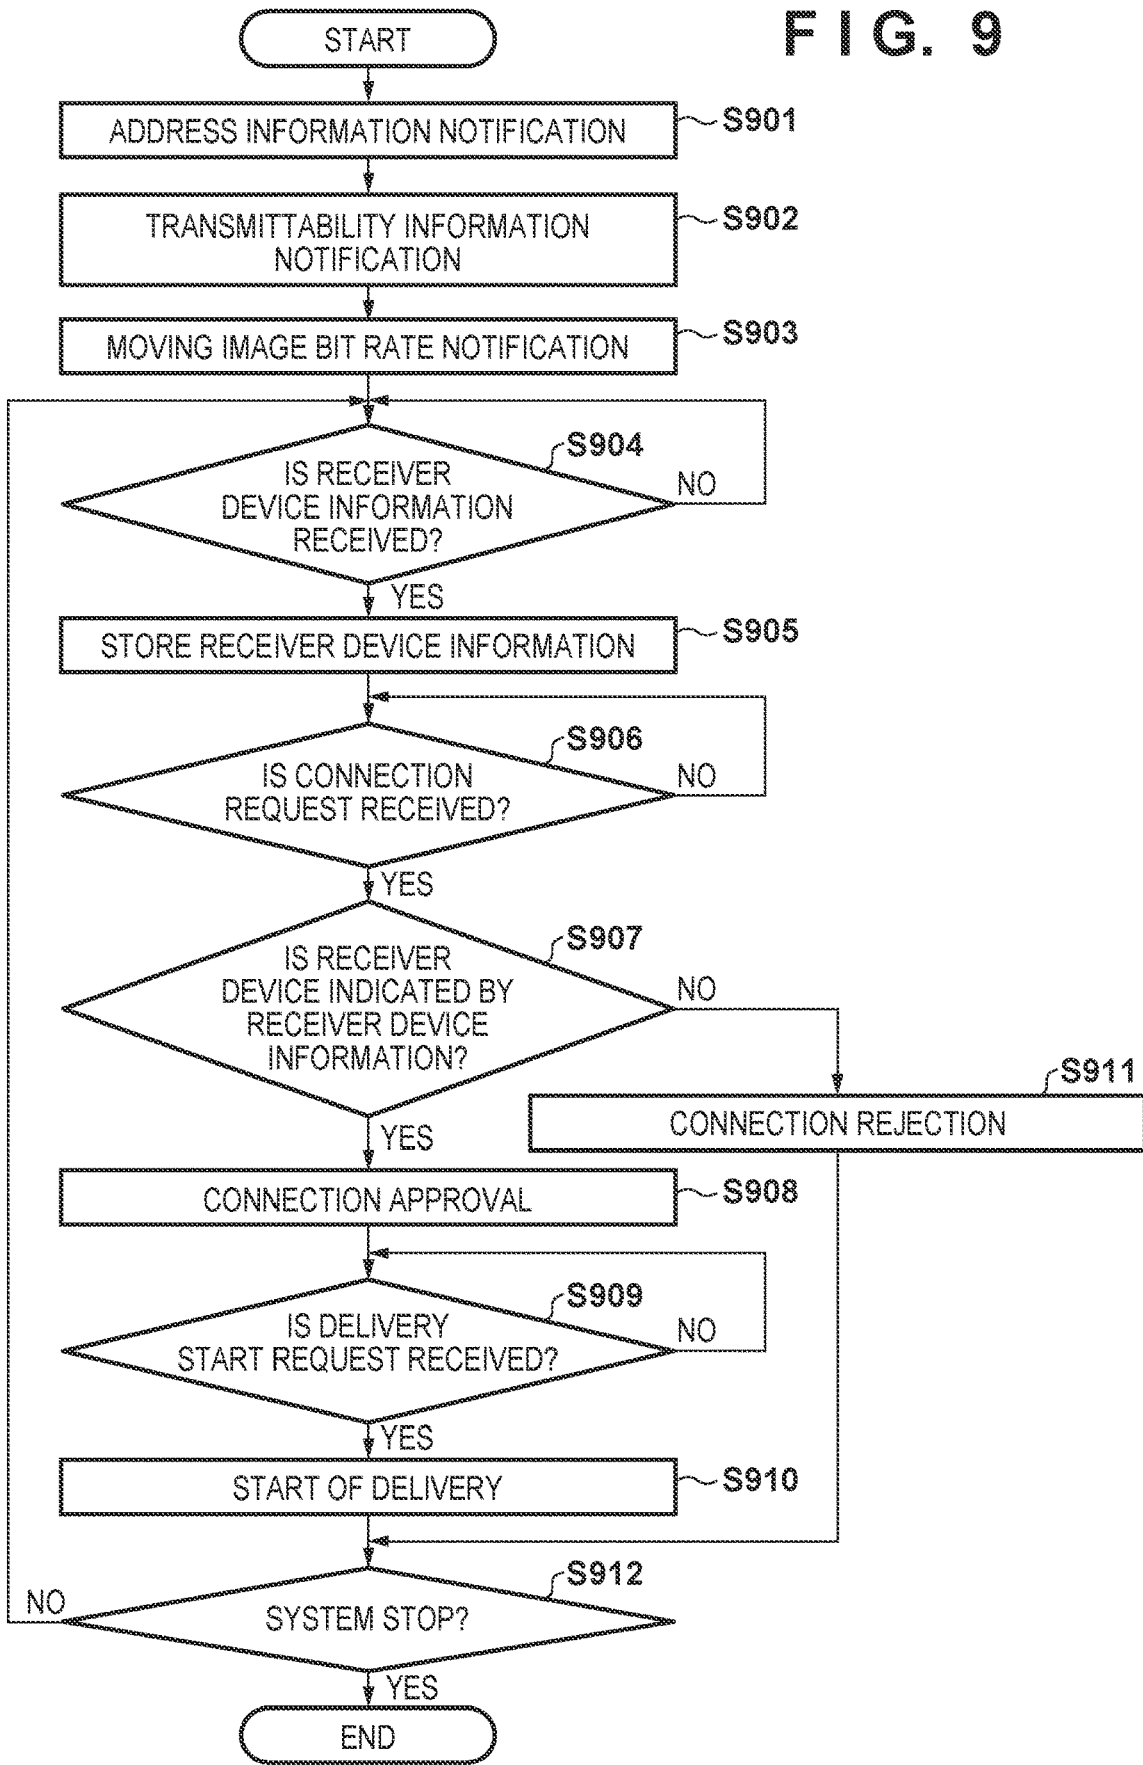 FIG. 9
START
ADDRESS INFORMATION NOTIFICATION
S901
TRANSMITTABILITY INFORMATION
NOTIFICATION
S902
MOVING IMAGE BIT RATE NOTIFICATION
S903
S904
IS RECEIVER
DEVICE INFORMATION
RECEIVED?
NO
YES
STORE RECEIVER DEVICE INFORMATION
S905
S906
IS CONNECTION
REQUEST RECEIVED?
NO
YES
S907
IS RECEIVER
DEVICE INDICATED BY
RECEIVER DEVICE
INFORMATION?
NO
YES
S911
CONNECTION REJECTION
CONNECTION APPROVAL
S908
S909
IS DELIVERY
START REQUEST RECEIVED?
NO
YES
START OF DELIVERY
S910
S912
SYSTEM STOP?
NO
YES
END